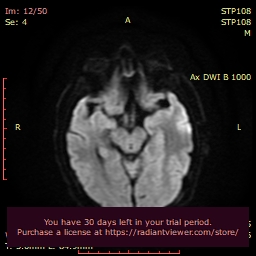 Im: 12/50
Se: 4
A
STP108
STP108
M
Ax DWI B 1000
R
L
You have 30 days left in your trial period.
Purchase a license at https://radiantviewer.com/store/